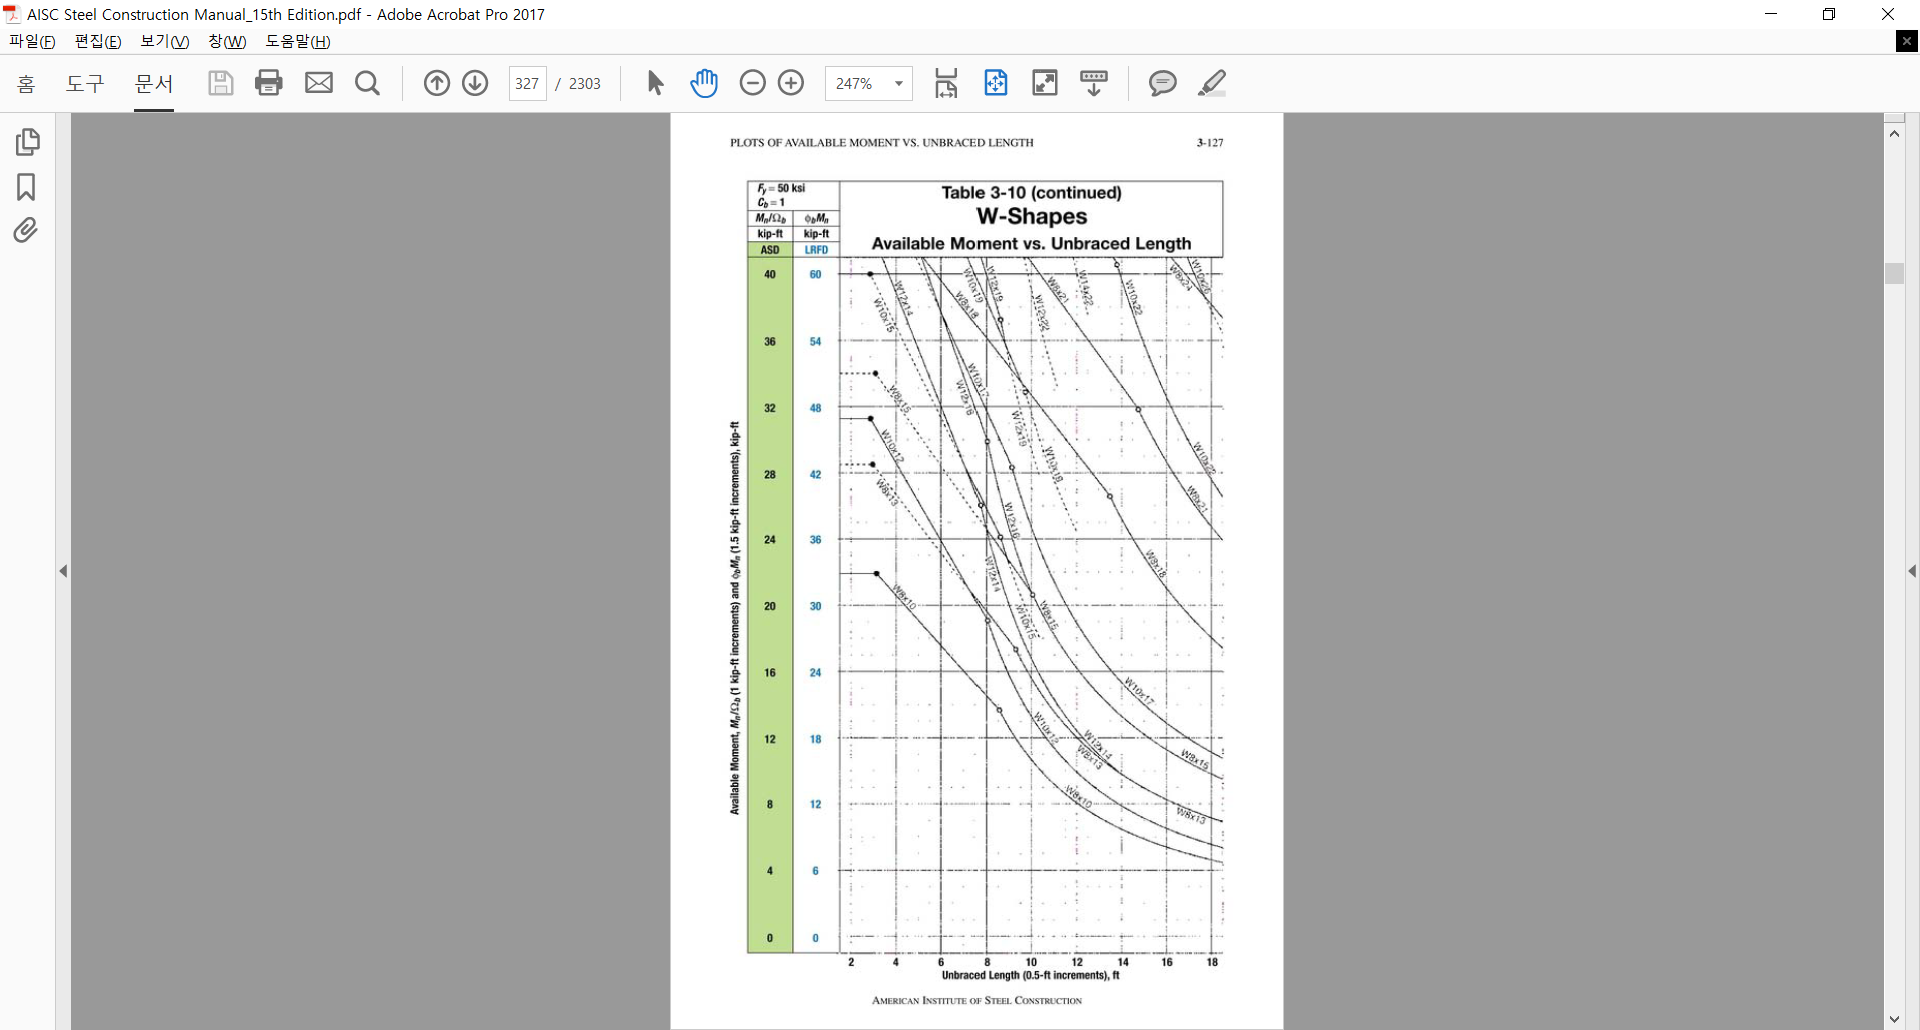 AISC Steel Construction Manual_15th Edition.pdf - Adobe Acrobat Pro 2017
파일(F) 편집(E) 보기(V) 창(W) 도움말(H)
홈 도구 문서 327 / 2303 247%
PLOTS OF AVAILABLE MOMENT VS. UNBRACED LENGTH 3-127
Fy = 50 ksi
Cb = 1
Mn/Ωb ϕbMn
kip-ft kip-ft
ASD LRFD
Table 3-10 (continued)
W-Shapes
Available Moment vs. Unbraced Length
Available Moment, Mn/Ωb (1 kip-ft increments) and ϕbMn (1.5 kip-ft increments), kip-ft
40 60
36 54
32 48
28 42
24 36
20 30
16 24
12 18
8 12
4 6
0 0
W12x14
W10x15
W8x18
W10x19
W12x19
W12x22
W8x21
W14x22
W10x22
W8x24
W10x26
W8x15
W12x16
W10x17
W12x19
W10x19
W10x22
W8x21
W10x12
W8x13
W12x16
W8x18
W12x14
W8x10
W10x15
W8x15
W10x17
W10x12
W12x14
W8x13
W8x15
W8x10
W8x13
2 4 6 8 10 12 14 16 18
Unbraced Length (0.5-ft increments), ft
AMERICAN INSTITUTE OF STEEL CONSTRUCTION